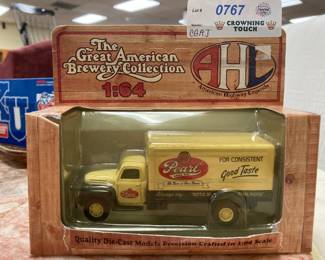 Lot #
0767
CROWNING
TOUCH
The
Great American
Brewery Collection
1:64
AHL
American Highway Legends
Pearl
FOR CONSISTENT
Good Taste
Quality Die-Cast Models Precision Crafted in 1:64 Scale